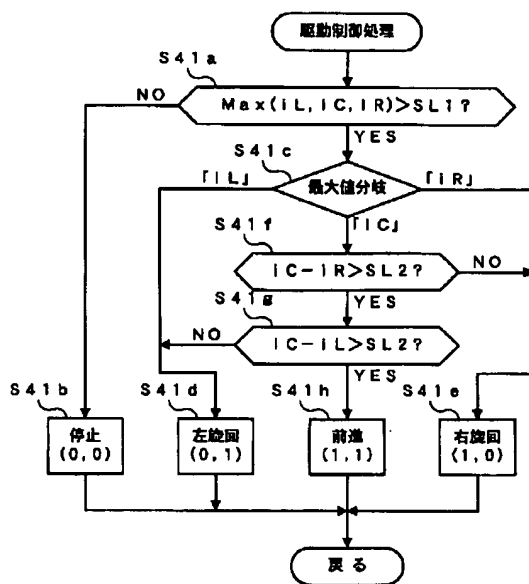 駆動制御処理
S41a
NO
Max(iL,iC,iR)>SL1?
YES
S41c
「iL」
最大値分岐
「iR」
「iC」
S41f
iC-iR>SL2?
NO
YES
S41g
NO
iC-iL>SL2?
YES
S41b
S41d
S41h
S41e
停止
(0,0)
左旋回
(0,1)
前進
(1,1)
右旋回
(1,0)
戻る